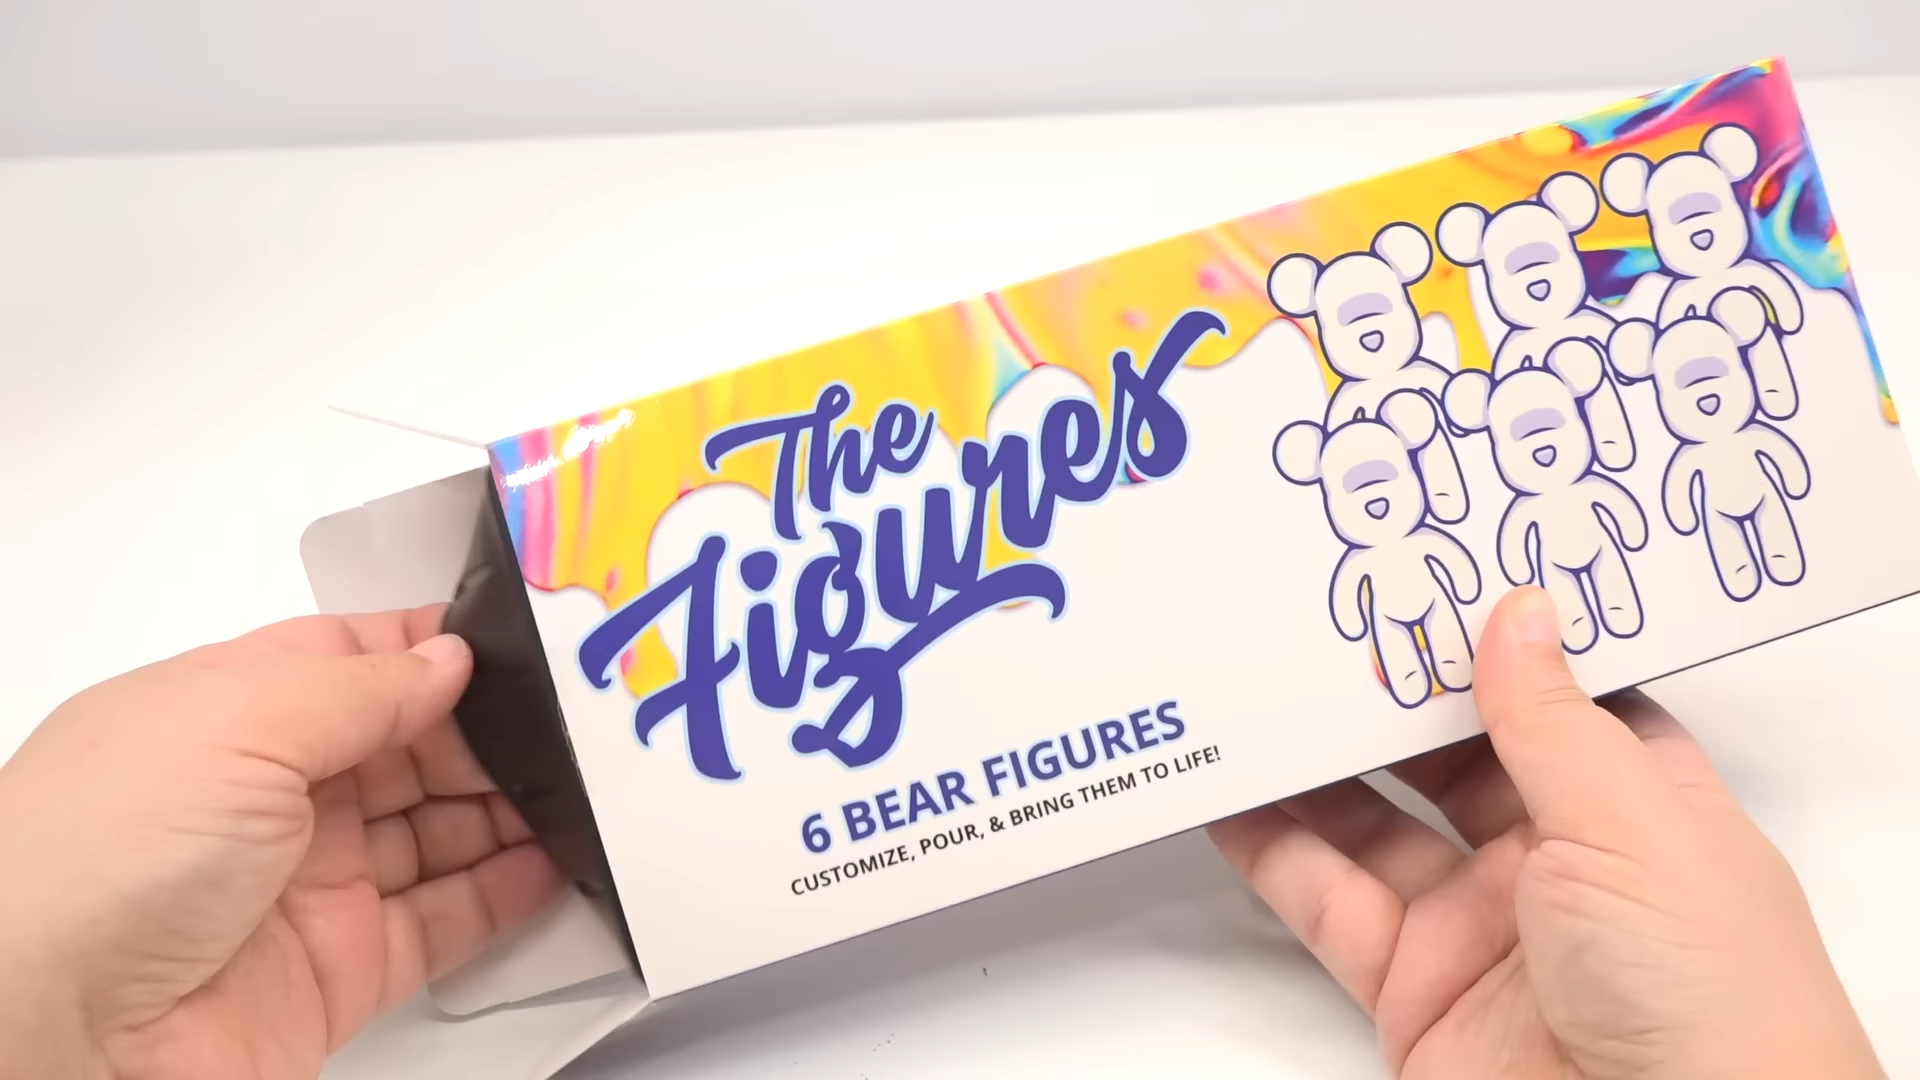 The
Figures
6 BEAR FIGURES
CUSTOMIZE, POUR, & BRING THEM TO LIFE!